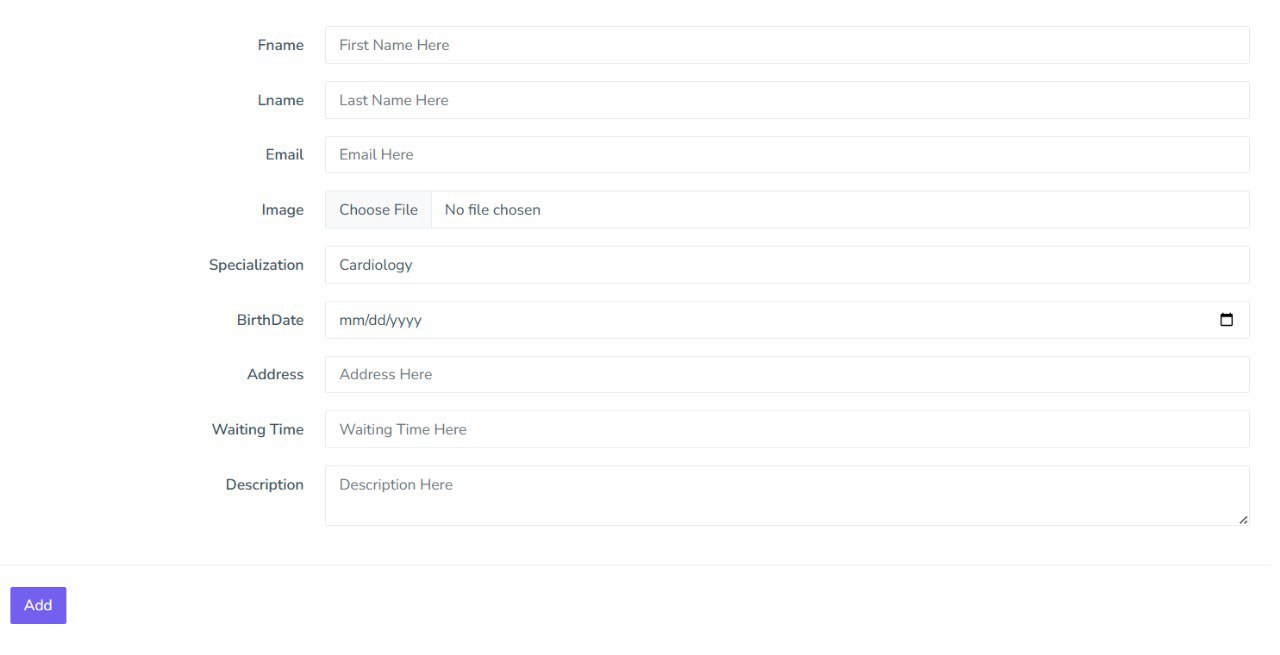 Fname First Name Here
Lname Last Name Here
Email Email Here
Image Choose File No file chosen
Specialization Cardiology
BirthDate mm/dd/yyyy
Address Address Here
Waiting Time Waiting Time Here
Description Description Here
Add